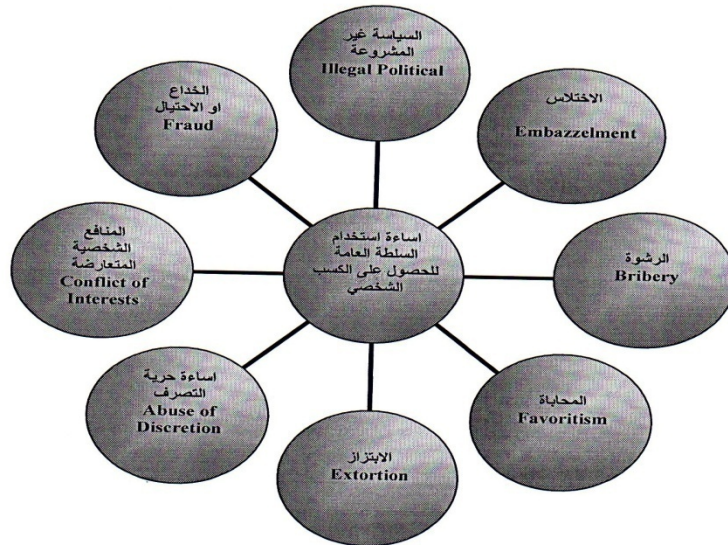 السياسة غير
المشروعة
Illegal Political
الاختلاس
Embazzelment
الرشوة
Bribery
المحاباة
Favoritism
الابتزاز
Extortion
اساءة حرية
التصرف
Abuse of
Discretion
المنافع
الشخصية
المتعارضة
Conflict of
Interests
الخداع
او الاحتيال
Fraud
اساءة استخدام
السلطة العامة
للحصول على الكسب
الشخصي